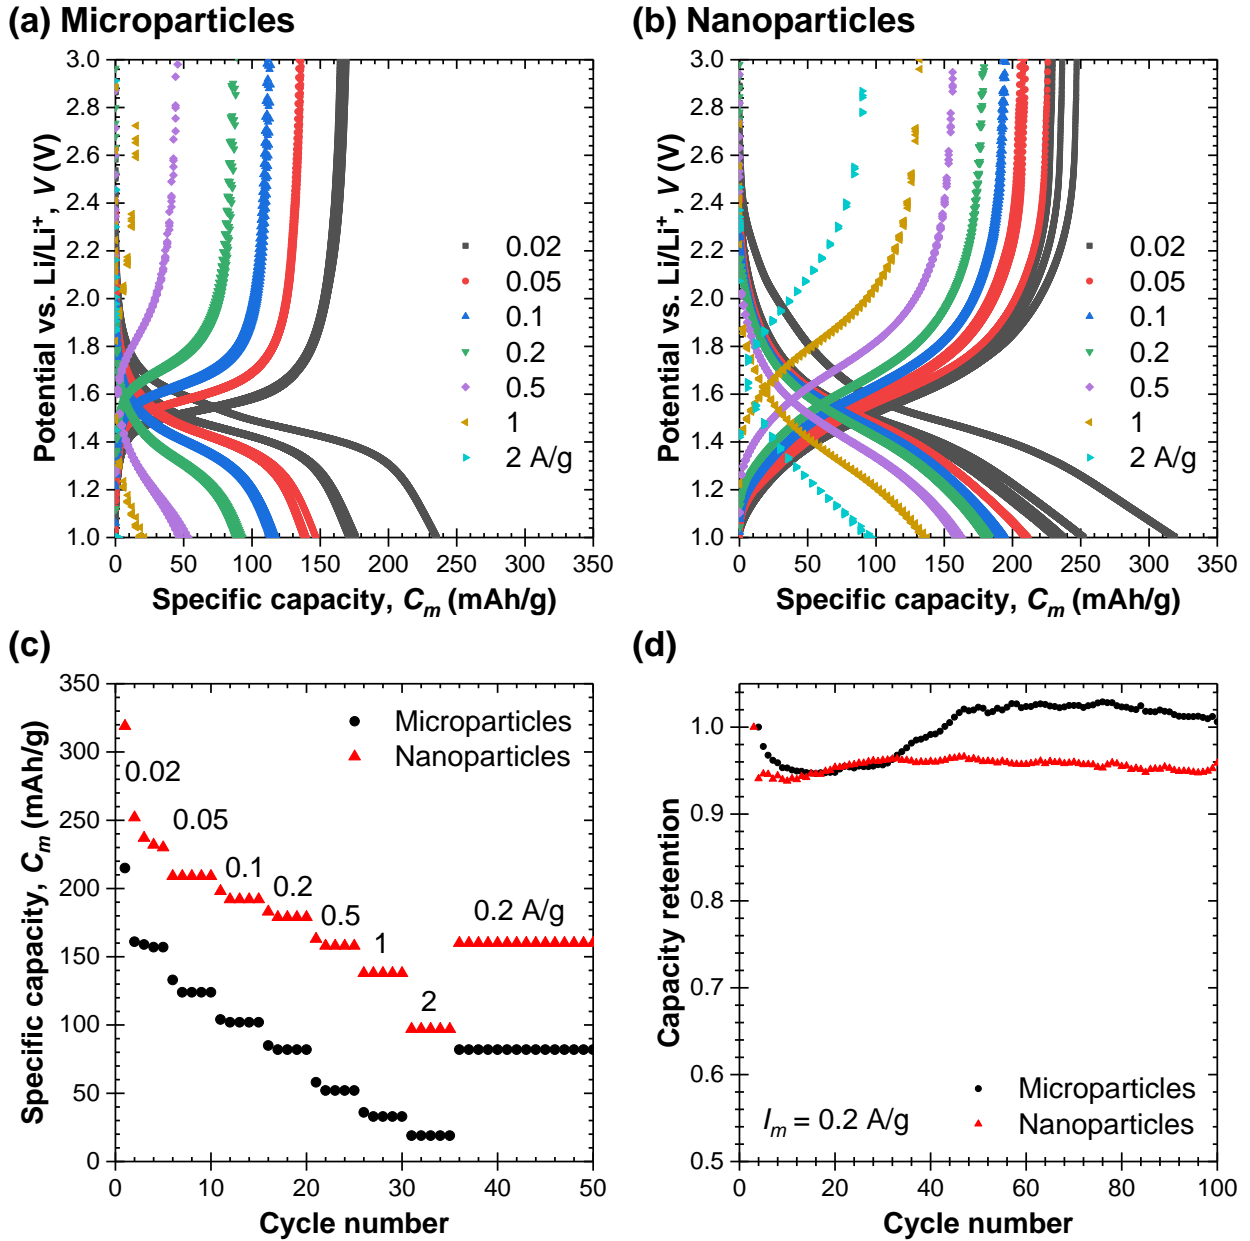 (a) Microparticles
3.0
2.8
2.6
2.4
2.2
2.0
1.8
1.6
1.4
1.2
1.0
Potential vs. Li/Li⁺, V (V)
0.02
0.05
0.1
0.2
0.5
1
2 A/g
0 50 100 150 200 250 300 350
Specific capacity, Cₘ (mAh/g)
(b) Nanoparticles
3.0
2.8
2.6
2.4
2.2
2.0
1.8
1.6
1.4
1.2
1.0
Potential vs. Li/Li⁺, V (V)
0.02
0.05
0.1
0.2
0.5
1
2 A/g
0 50 100 150 200 250 300 350
Specific capacity, Cₘ (mAh/g)
(c)
350
300
250
200
150
100
50
0
Specific capacity, Cₘ (mAh/g)
Microparticles
Nanoparticles
0.02
0.05
0.1
0.2
0.5
1
2
0.2 A/g
0 10 20 30 40 50
Cycle number
(d)
1.0
0.9
0.8
0.7
0.6
0.5
Capacity retention
Microparticles
Nanoparticles
Iₘ = 0.2 A/g
0 20 40 60 80 100
Cycle number